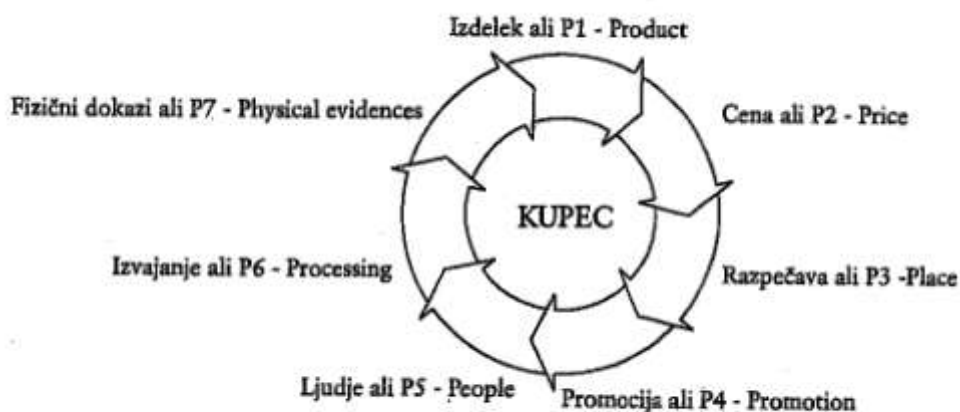 Izdelek ali P1 - Product
Fizični dokazi ali P7 - Physical evidences
Cena ali P2 - Price
KUPEC
Izvajanje ali P6 - Processing
Razpečava ali P3 -Place
Ljudje ali P5 - People
Promocija ali P4 - Promotion